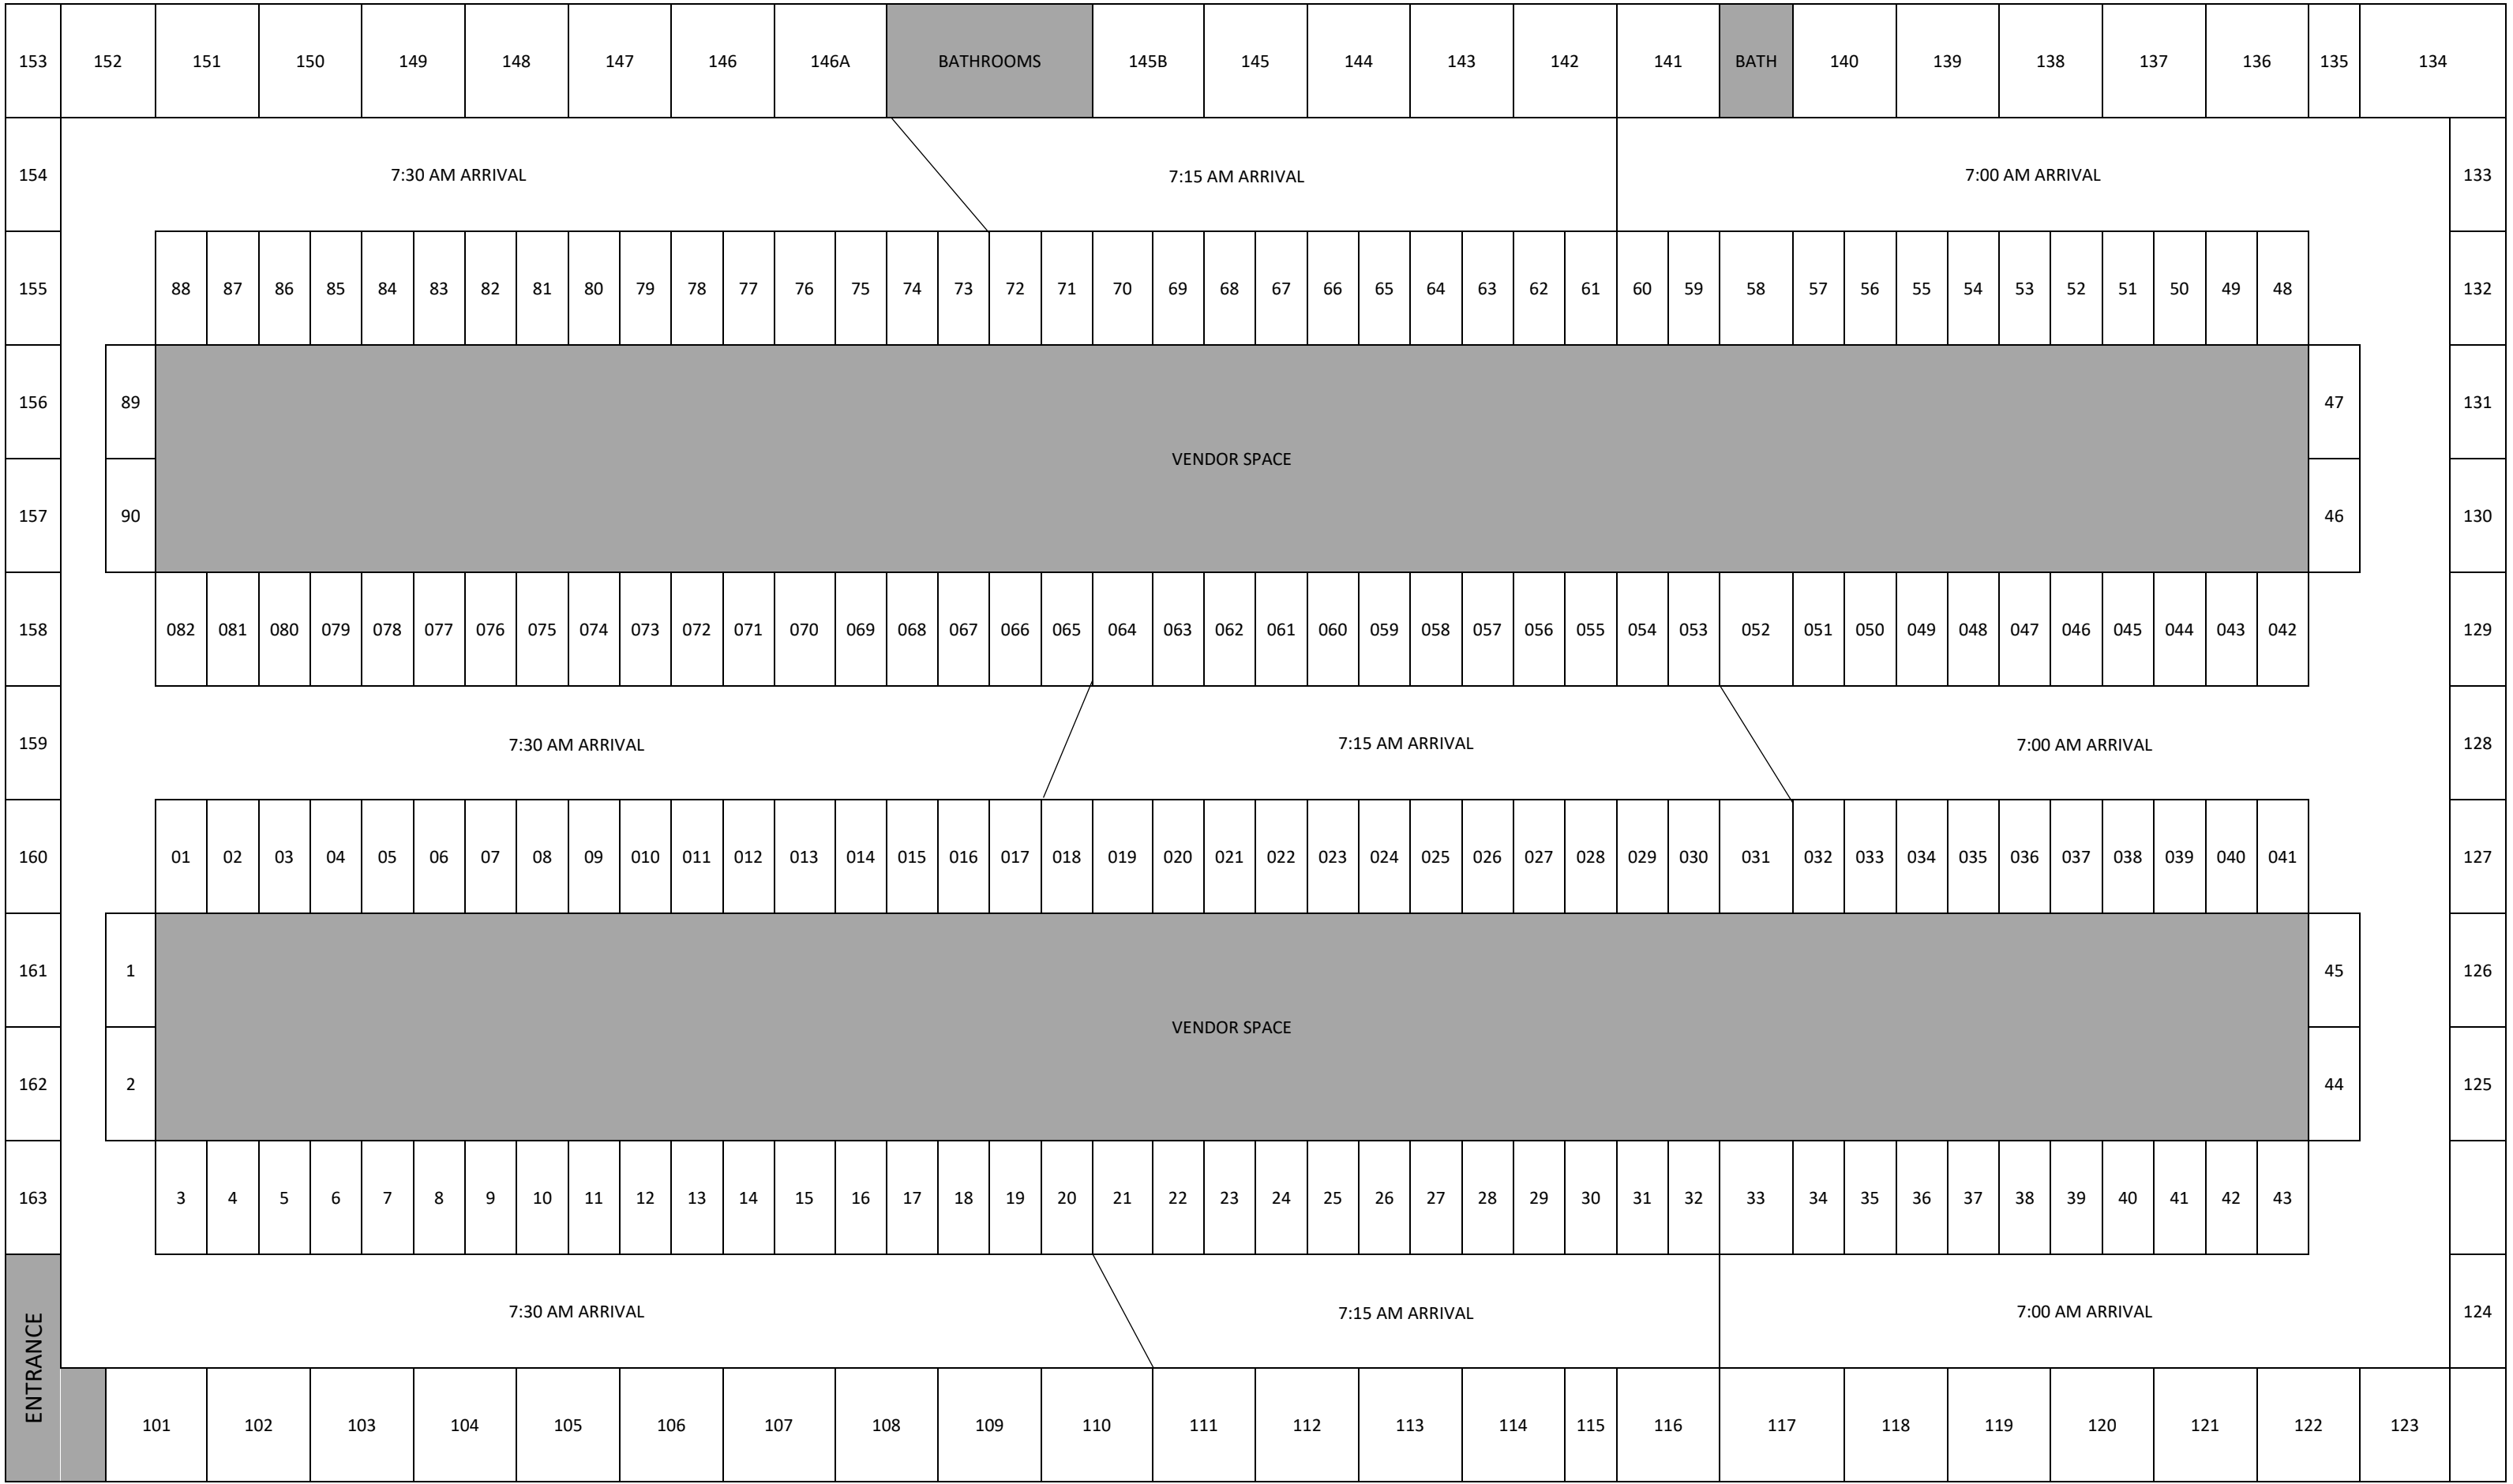 153 152 151 150 149 148 147 146 146A BATHROOMS 145B 145 144 143 142 141 BATH 140 139 138 137 136 135 134
154 7:30 AM ARRIVAL 7:15 AM ARRIVAL 7:00 AM ARRIVAL 133
155 88 87 86 85 84 83 82 81 80 79 78 77 76 75 74 73 72 71 70 69 68 67 66 65 64 63 62 61 60 59 58 57 56 55 54 53 52 51 50 49 48 132
156 89 47 131
VENDOR SPACE
157 90 46 130
158 082 081 080 079 078 077 076 075 074 073 072 071 070 069 068 067 066 065 064 063 062 061 060 059 058 057 056 055 054 053 052 051 050 049 048 047 046 045 044 043 042 129
159 7:30 AM ARRIVAL 7:15 AM ARRIVAL 7:00 AM ARRIVAL 128
160 01 02 03 04 05 06 07 08 09 010 011 012 013 014 015 016 017 018 019 020 021 022 023 024 025 026 027 028 029 030 031 032 033 034 035 036 037 038 039 040 041 127
161 1 45 126
VENDOR SPACE
162 2 44 125
163 3 4 5 6 7 8 9 10 11 12 13 14 15 16 17 18 19 20 21 22 23 24 25 26 27 28 29 30 31 32 33 34 35 36 37 38 39 40 41 42 43
7:30 AM ARRIVAL 7:15 AM ARRIVAL 7:00 AM ARRIVAL 124
ENTRANCE
101 102 103 104 105 106 107 108 109 110 111 112 113 114 115 116 117 118 119 120 121 122 123